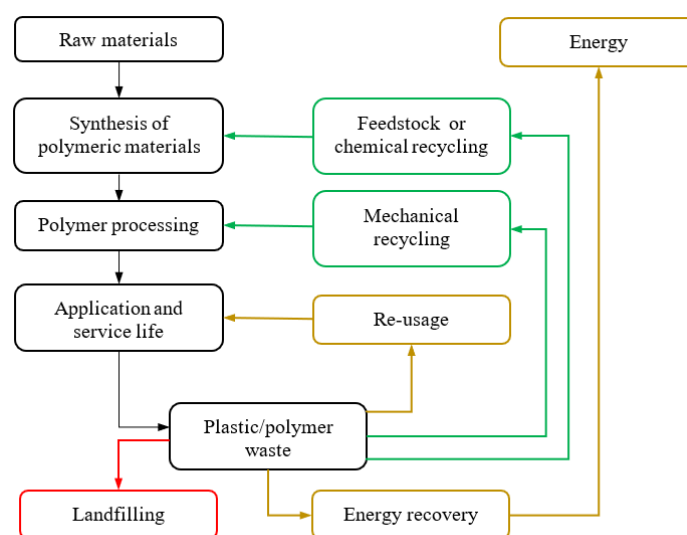 Raw materials
Energy
Synthesis of
polymeric materials
Feedstock or
chemical recycling
Polymer processing
Mechanical
recycling
Application and
service life
Re-usage
Plastic/polymer
waste
Landfilling
Energy recovery